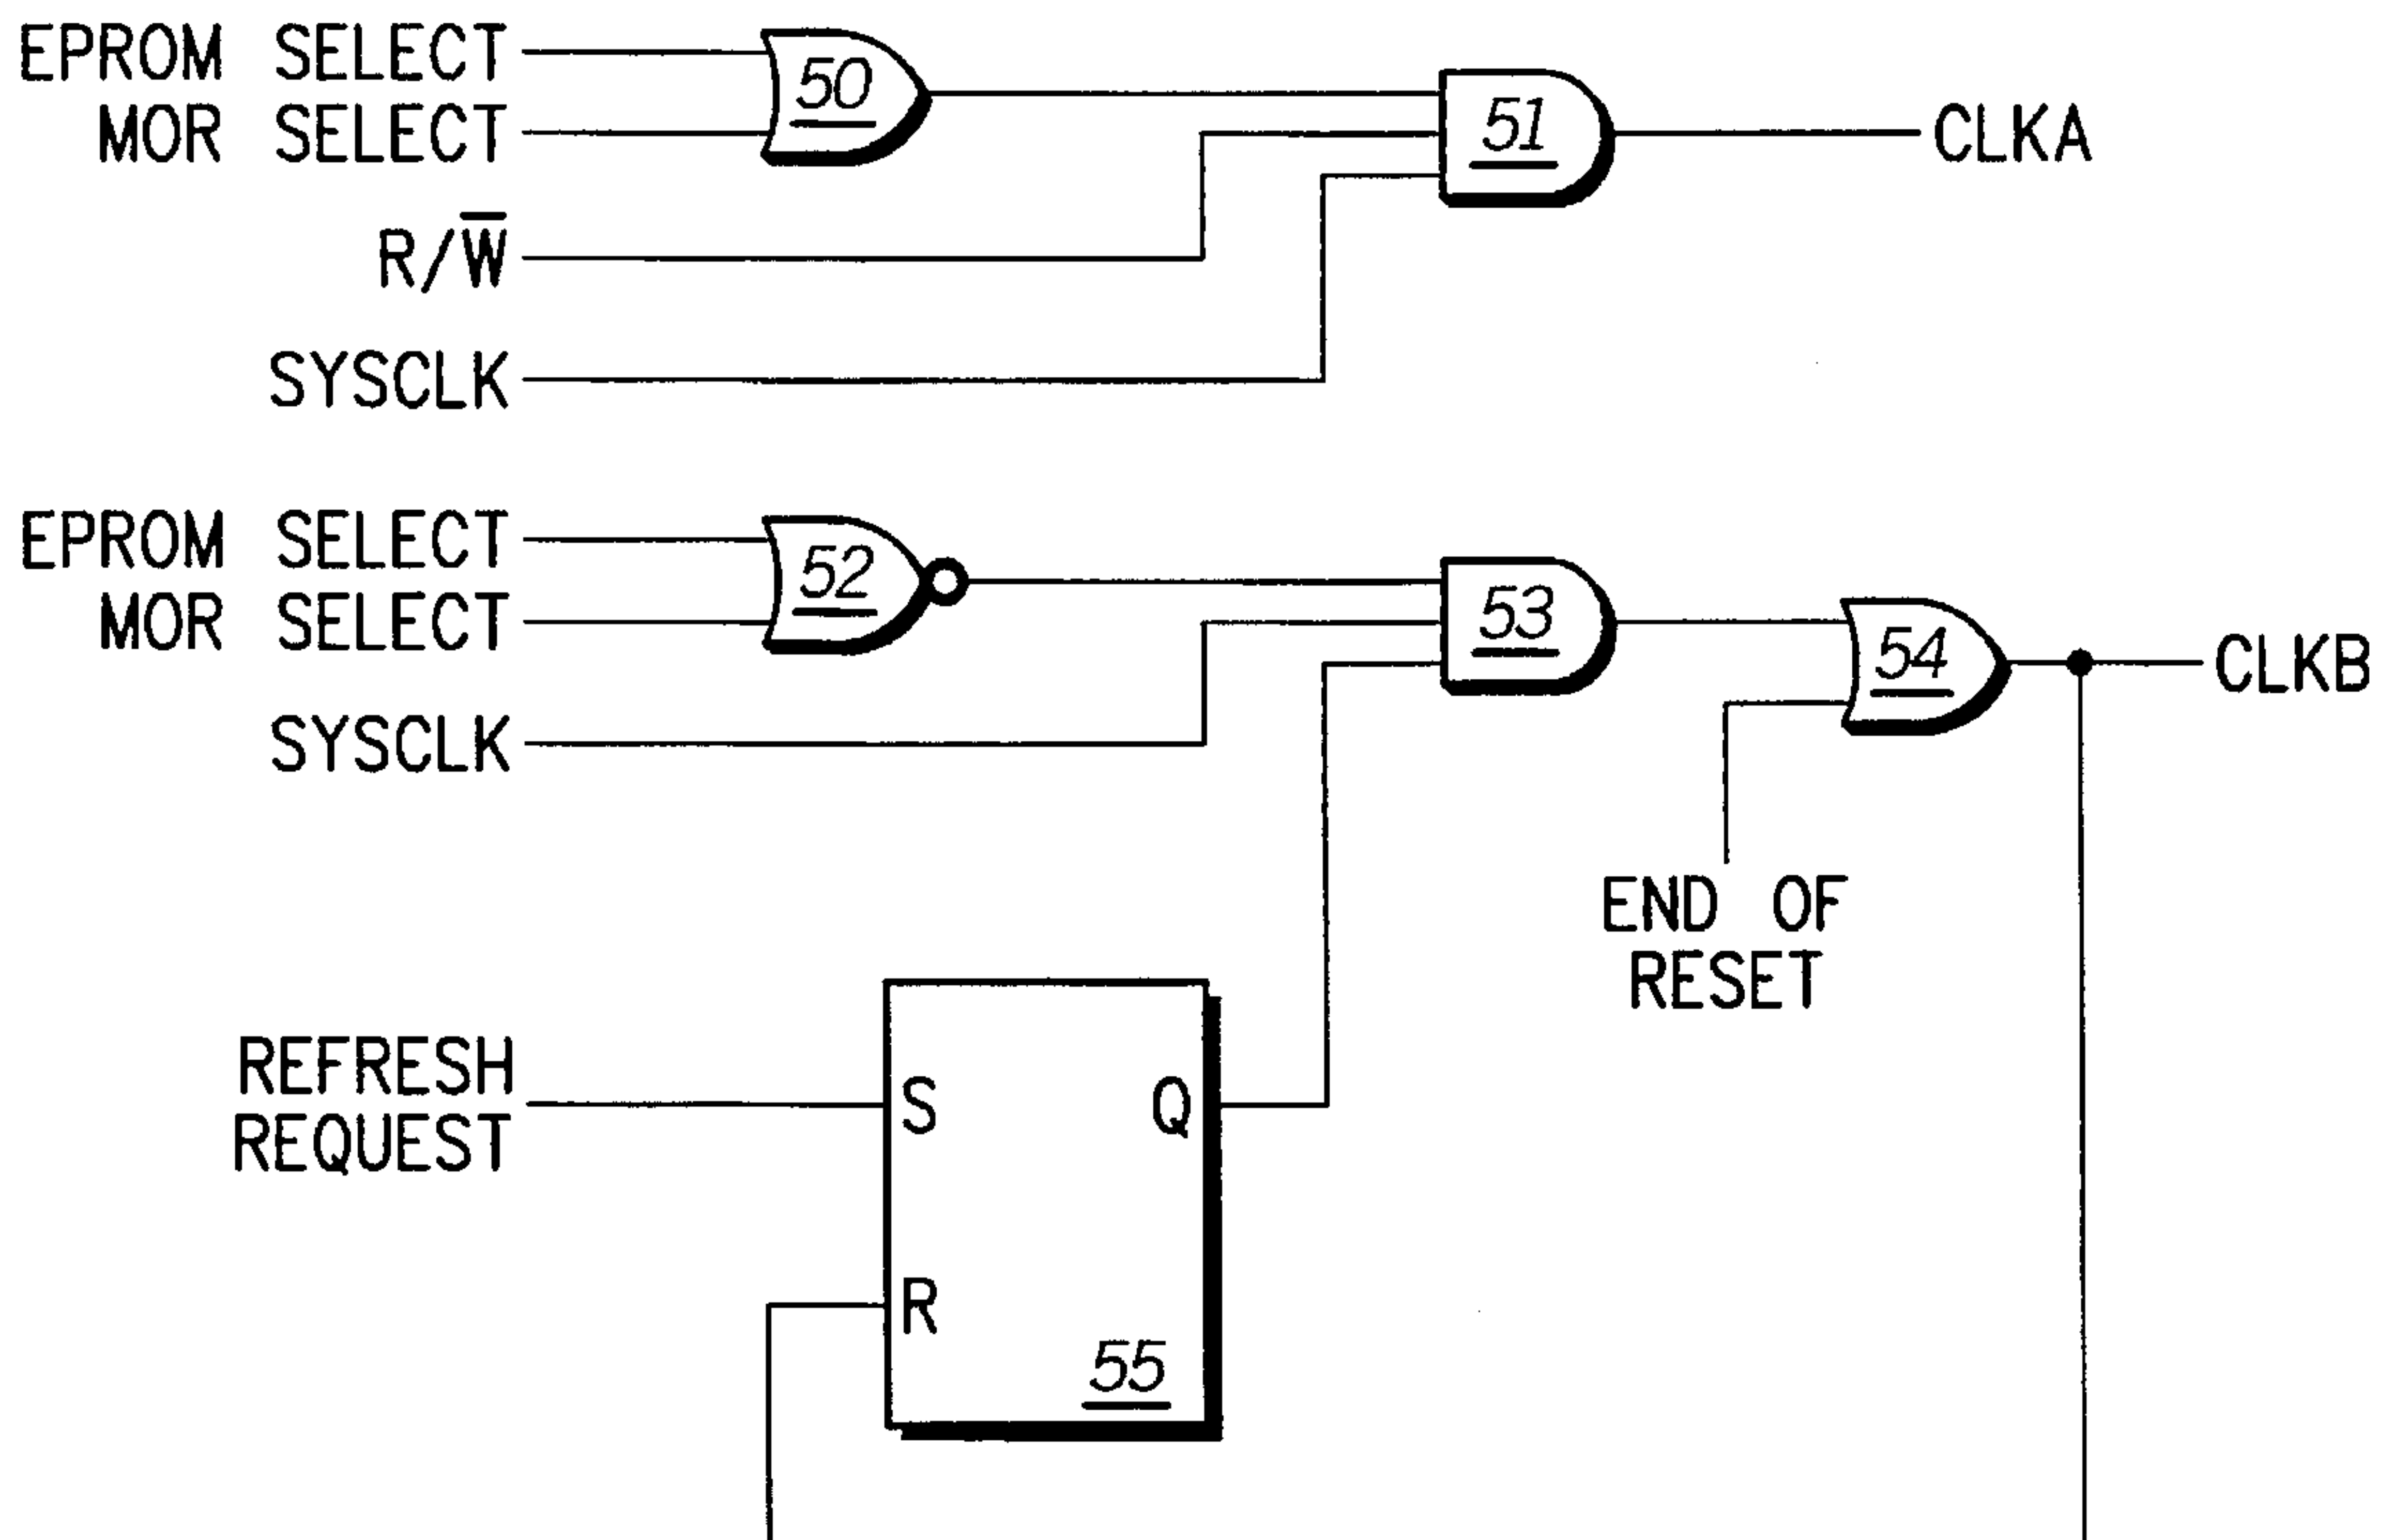 EPROM SELECT
50
MOR SELECT
51
CLKA
R/W̅
SYSCLK
EPROM SELECT
52
MOR SELECT
53
54
CLKB
SYSCLK
END OF
RESET
REFRESH
REQUEST
S
Q
R
55